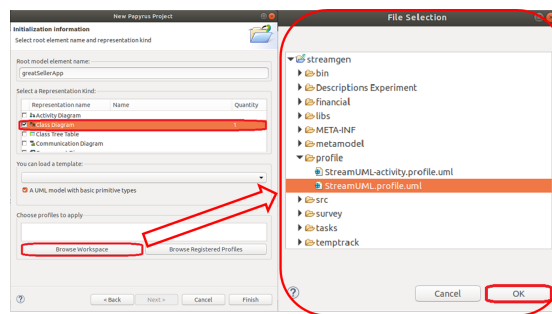 New Papyrus Project
Initialization information
Select root element name and representation kind
Root model element name:
greatSellerApp
Select a Representation Kind:
Representation name Name Quantity
Activity Diagram
Class Diagram 1
Class Tree Table
Communication Diagram
You can load a template:
A UML model with basic primitive types
Choose profiles to apply
Browse Workspace Browse Registered Profiles
< Back Next > Cancel Finish
File Selection
streamgen
bin
Descriptions Experiment
financial
libs
META-INF
metamodel
profile
StreamUML-activity.profile.uml
StreamUML.profile.uml
src
survey
tasks
temptrack
Cancel OK